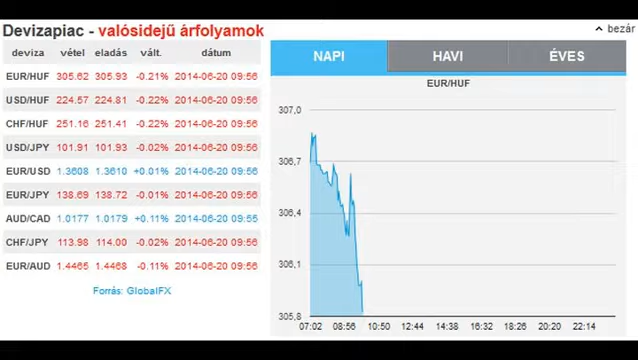 Devizapiac - valósidejű árfolyamok
bezár
deviza vétel eladás vált. dátum
EUR/HUF 305.62 305.93 -0.21% 2014-06-20 09:56
USD/HUF 224.57 224.81 -0.22% 2014-06-20 09:56
CHF/HUF 251.16 251.41 -0.22% 2014-06-20 09:56
USD/JPY 101.91 101.93 -0.02% 2014-06-20 09:56
EUR/USD 1.3608 1.3610 +0.01% 2014-06-20 09:56
EUR/JPY 138.69 138.72 -0.01% 2014-06-20 09:56
AUD/CAD 1.0177 1.0179 +0.11% 2014-06-20 09:55
CHF/JPY 113.98 114.00 -0.02% 2014-06-20 09:56
EUR/AUD 1.4465 1.4468 -0.11% 2014-06-20 09:56
Forrás: GlobalFX
NAPI HAVI ÉVES
EUR/HUF
307,0
306,7
306,4
306,1
305,8
07:02 08:56 10:50 12:44 14:38 16:32 18:26 20:20 22:14